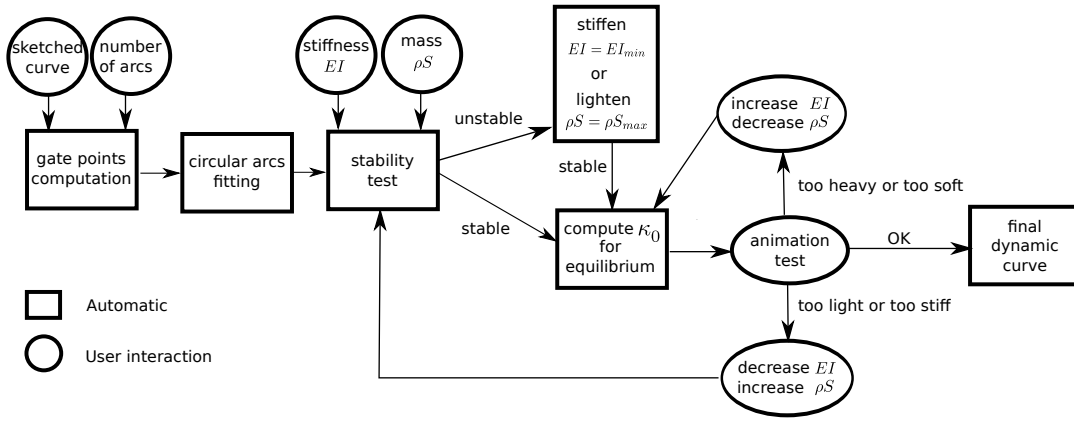 sketched
curve
number
of arcs
stiffness
EI
mass
ρS
gate points
computation
circular arcs
fitting
stability
test
unstable
stable
stiffen
EI = EI_min
or
lighten
ρS = ρS_max
stable
compute κ₀
for
equilibrium
increase EI
decrease ρS
too heavy or too soft
animation
test
OK
final
dynamic
curve
too light or too stiff
decrease EI
increase ρS
Automatic
User interaction